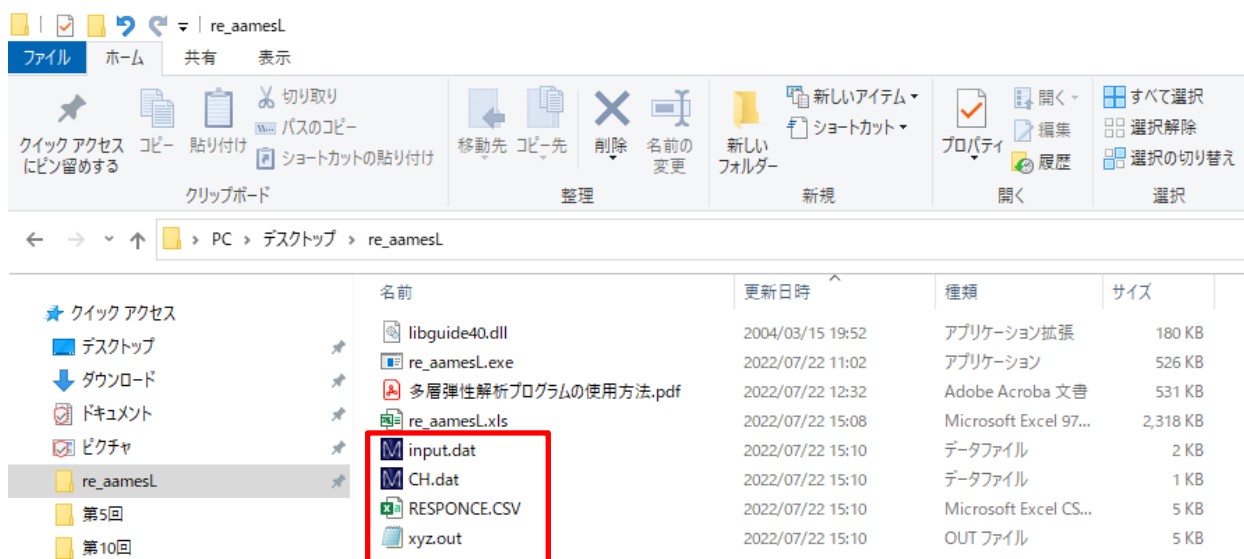 re_aamesL
ファイル ホーム 共有 表示
クイック アクセス
にピン留めする
コピー
貼り付け
切り取り
パスのコピー
ショートカットの貼り付け
クリップボード
移動先
コピー先
削除
名前の
変更
整理
新しい
フォルダー
新しいアイテム
ショートカット
新規
プロパティ
開く
編集
履歴
開く
すべて選択
選択解除
選択の切り替え
選択
PC > デスクトップ > re_aamesL
クイック アクセス
デスクトップ
ダウンロード
ドキュメント
ピクチャ
re_aamesL
第5回
第10回
名前 更新日時 種類 サイズ
libguide40.dll 2004/03/15 19:52 アプリケーション拡張 180 KB
re_aamesL.exe 2022/07/22 11:02 アプリケーション 526 KB
多層弾性解析プログラムの使用方法.pdf 2022/07/22 12:32 Adobe Acroba 文書 531 KB
re_aamesL.xls 2022/07/22 15:08 Microsoft Excel 97... 2,318 KB
input.dat 2022/07/22 15:10 データファイル 2 KB
CH.dat 2022/07/22 15:10 データファイル 1 KB
RESPONCE.CSV 2022/07/22 15:10 Microsoft Excel CS... 5 KB
xyz.out 2022/07/22 15:10 OUT ファイル 5 KB